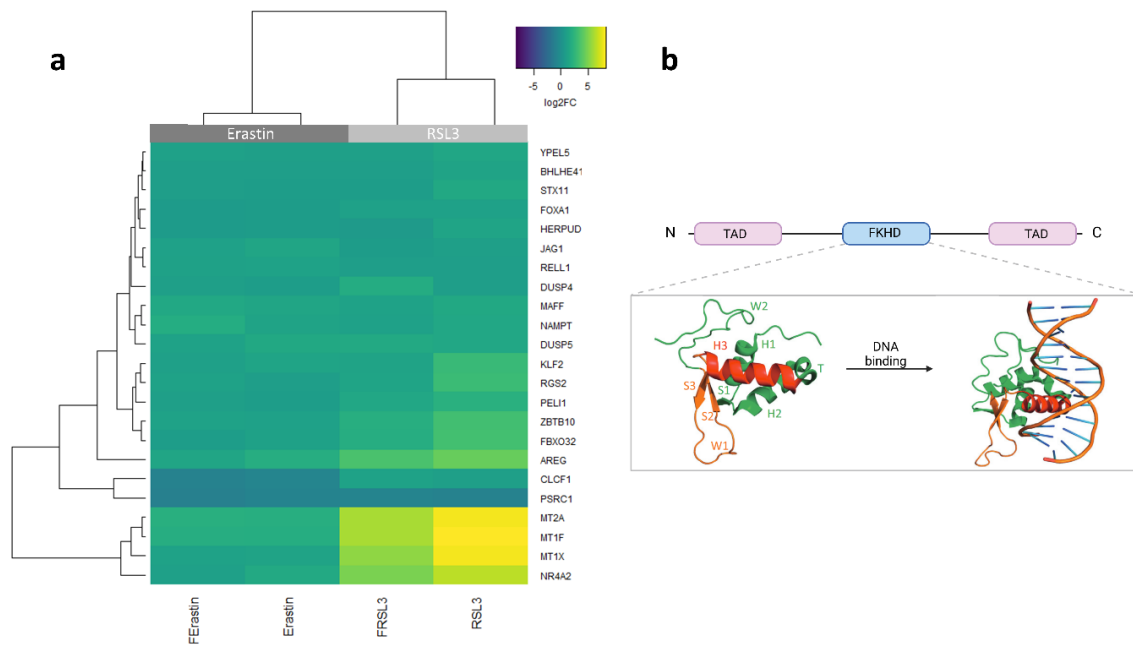 a
-5 0 5
log2FC
Erastin RSL3
YPEL5
BHLHE41
STX11
FOXA1
HERPUD
JAG1
RELL1
DUSP4
MAFF
NAMPT
DUSP5
KLF2
RGS2
PELI1
ZBTB10
FBXO32
AREG
CLCF1
PSRC1
MT2A
MT1F
MT1X
NR4A2
FErastin
Erastin
FRSL3
RSL3
b
N TAD FKHD TAD C
W2
H3
H1
T
S3
S1
S2
H2
W1
DNA
binding